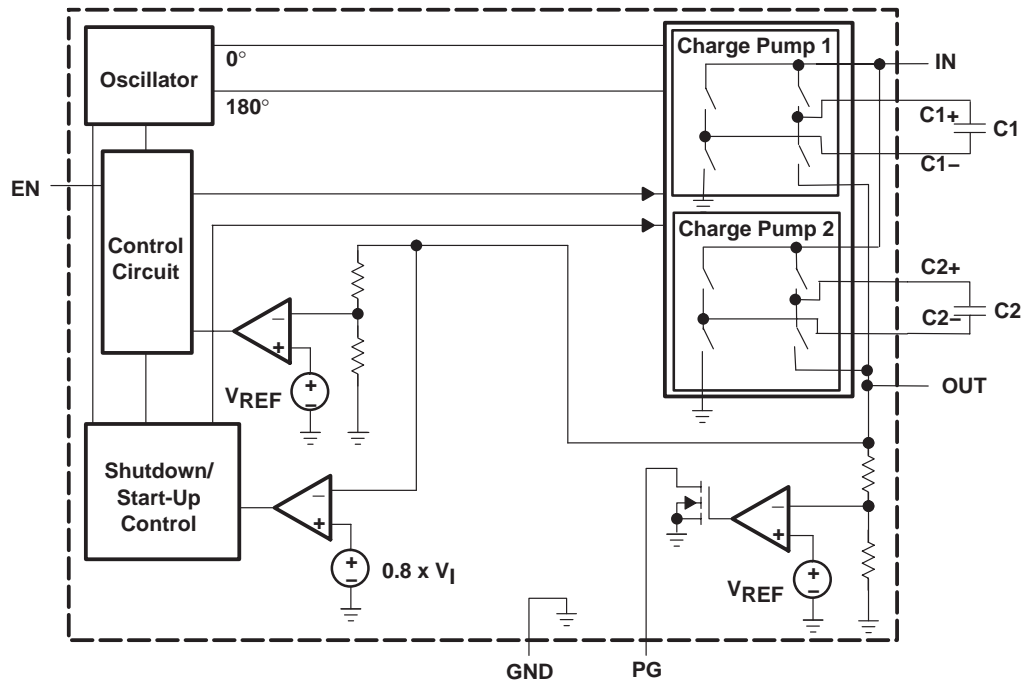 Oscillator
0°
180°
Charge Pump 1
IN
C1+
C1
C1−
EN
Control
Circuit
Charge Pump 2
C2+
C2−
C2
−
+
+
−
VREF
OUT
Shutdown/
Start-Up
Control
−
+
+
−
0.8 x VI
−
+
+
−
VREF
GND
PG